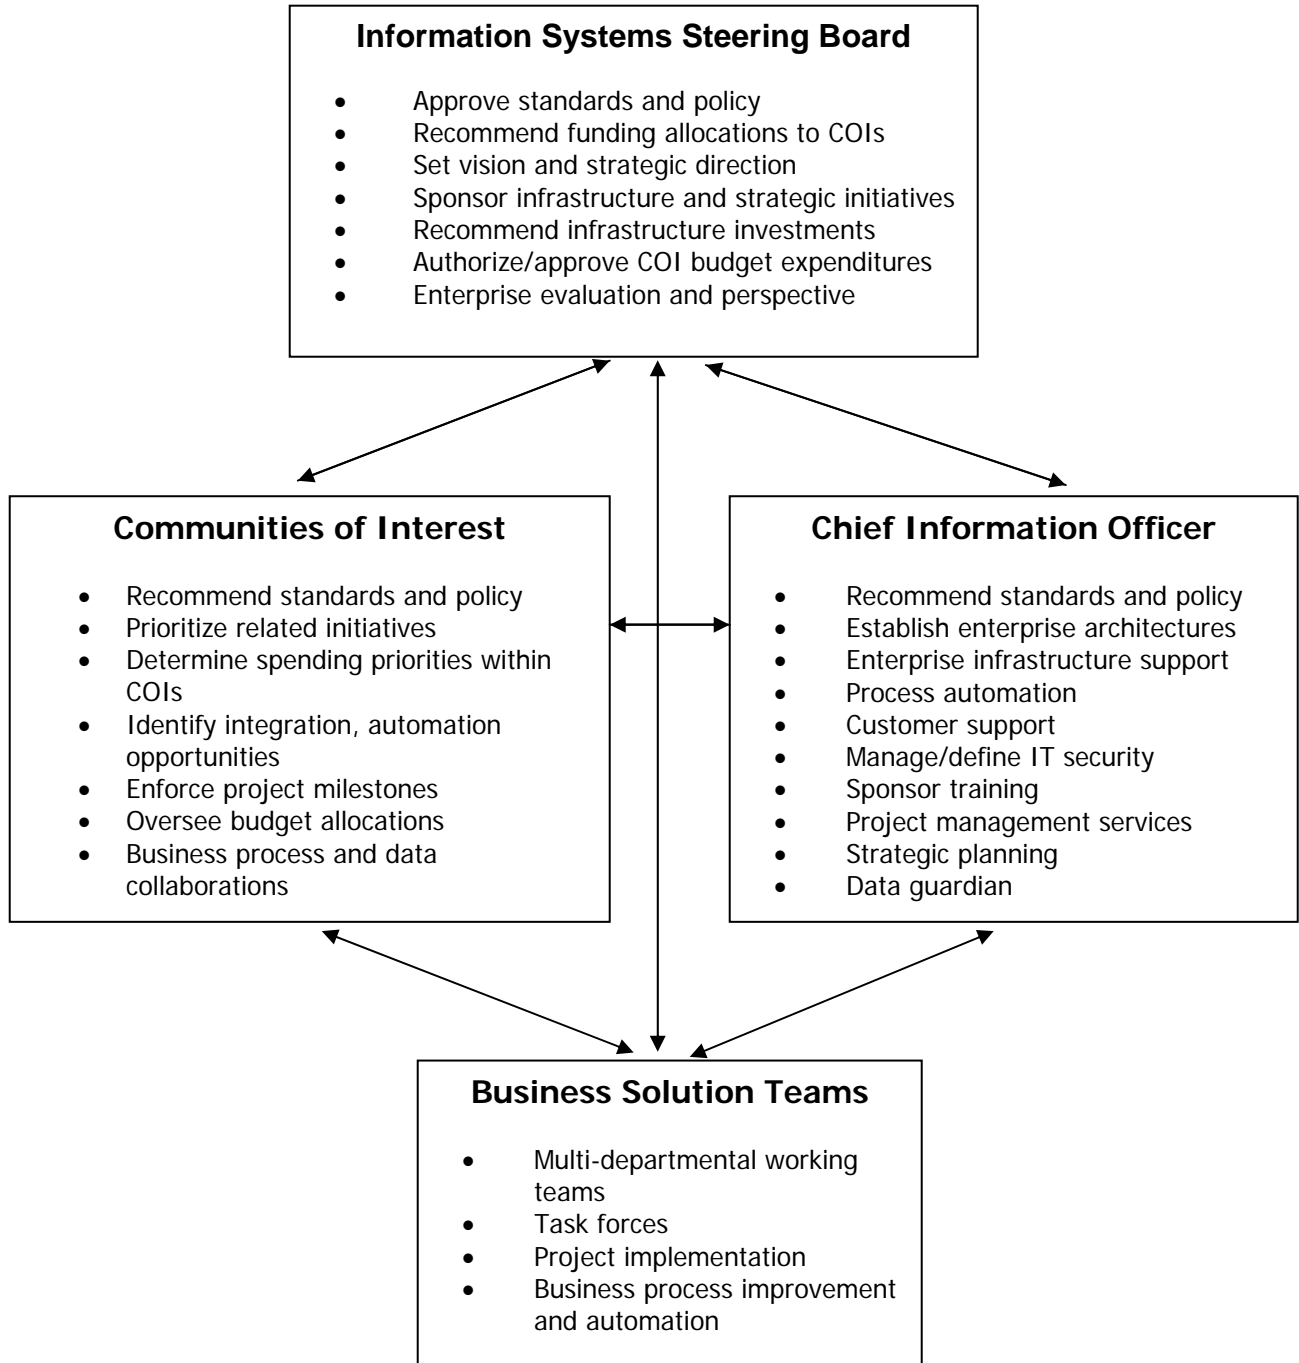 Information Systems Steering Board
• Approve standards and policy
• Recommend funding allocations to COIs
• Set vision and strategic direction
• Sponsor infrastructure and strategic initiatives
• Recommend infrastructure investments
• Authorize/approve COI budget expenditures
• Enterprise evaluation and perspective
Communities of Interest
• Recommend standards and policy
• Prioritize related initiatives
• Determine spending priorities within
COIs
• Identify integration, automation
opportunities
• Enforce project milestones
• Oversee budget allocations
• Business process and data
collaborations
Chief Information Officer
• Recommend standards and policy
• Establish enterprise architectures
• Enterprise infrastructure support
• Process automation
• Customer support
• Manage/define IT security
• Sponsor training
• Project management services
• Strategic planning
• Data guardian
Business Solution Teams
• Multi-departmental working
teams
• Task forces
• Project implementation
• Business process improvement
and automation